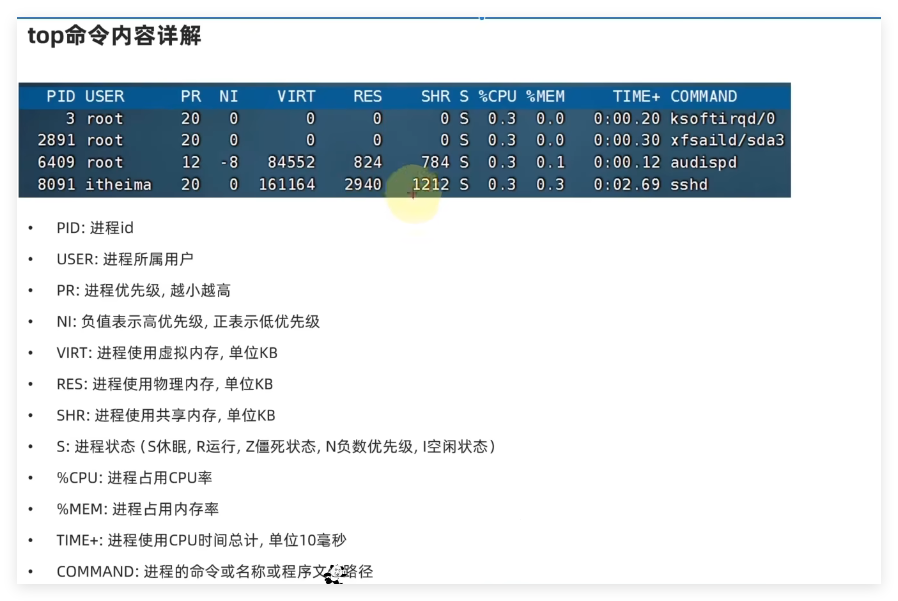 top命令内容详解
PID USER PR NI VIRT RES SHR S %CPU %MEM TIME+ COMMAND
3 root 20 0 0 0 0 S 0.3 0.0 0:00.20 ksoftirqd/0
2891 root 20 0 0 0 0 S 0.3 0.0 0:00.30 xfsaild/sda3
6409 root 12 -8 84552 824 784 S 0.3 0.1 0:00.12 audispd
8091 itheima 20 0 161164 2940 1212 S 0.3 0.3 0:02.69 sshd
• PID: 进程id
• USER: 进程所属用户
• PR: 进程优先级, 越小越高
• NI: 负值表示高优先级, 正表示低优先级
• VIRT: 进程使用虚拟内存, 单位KB
• RES: 进程使用物理内存, 单位KB
• SHR: 进程使用共享内存, 单位KB
• S: 进程状态 (S休眠, R运行, Z僵死状态, N负数优先级, I空闲状态)
• %CPU: 进程占用CPU率
• %MEM: 进程占用内存率
• TIME+: 进程使用CPU时间总计, 单位10毫秒
• COMMAND: 进程的命令或名称或程序文路径